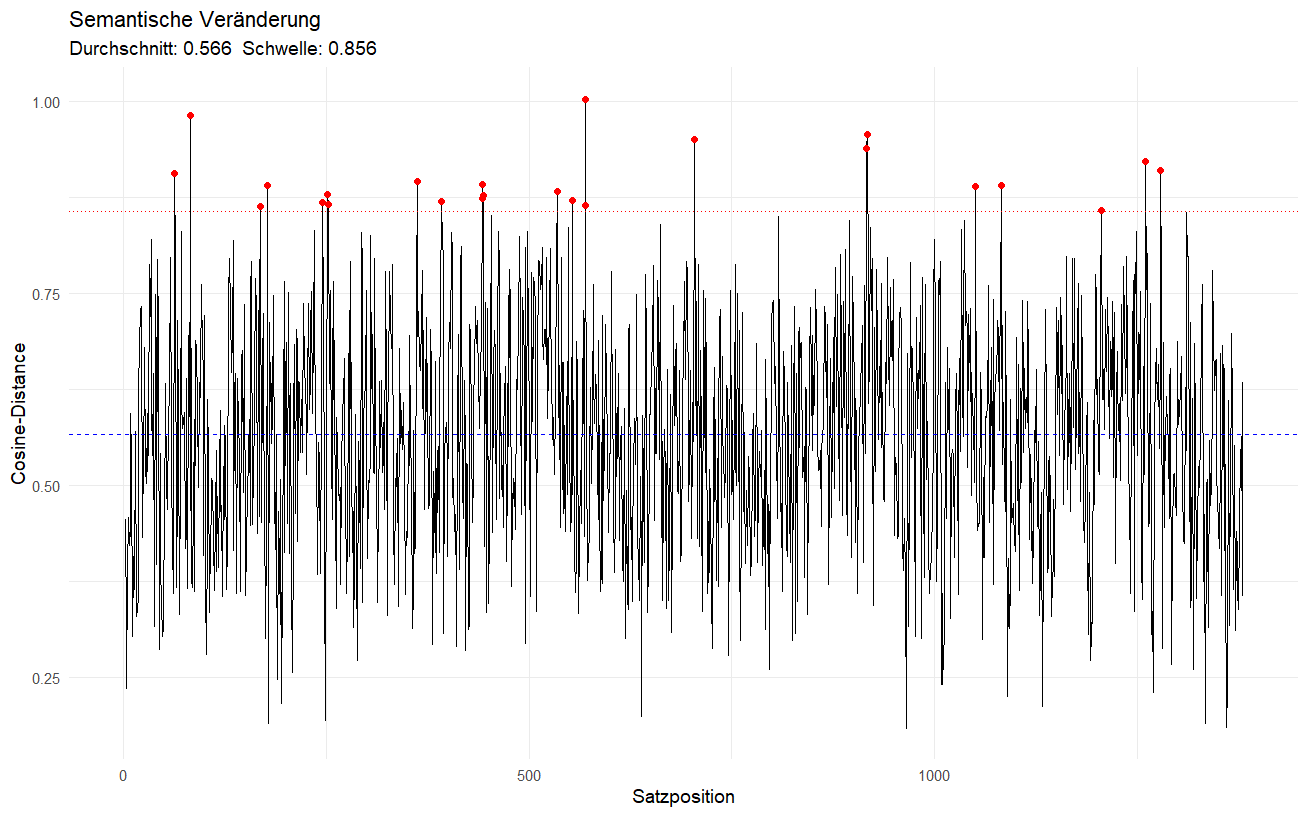 Semantische Veränderung
Durchschnitt: 0.566  Schwelle: 0.856
1.00
0.75
0.50
0.25
Cosine-Distance
0
500
1000
Satzposition